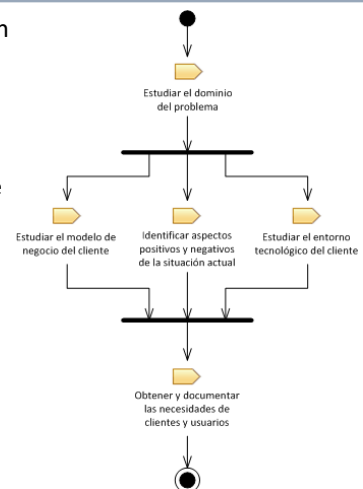 Estudiar el dominio
del problema
Estudiar el modelo de
negocio del cliente
Identificar aspectos
positivos y negativos
de la situación actual
Estudiar el entorno
tecnológico del cliente
Obtener y documentar
las necesidades de
clientes y usuarios